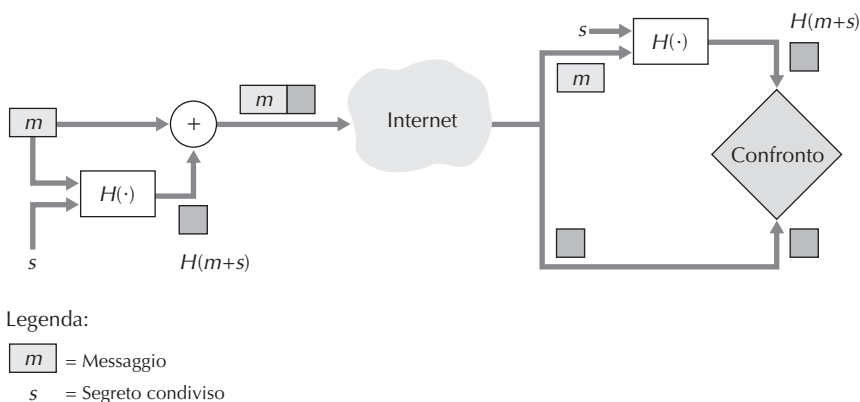 m
H(·)
s
H(m+s)
+
m
Internet
s
m
H(·)
H(m+s)
Confronto
Legenda:
m = Messaggio
s = Segreto condiviso